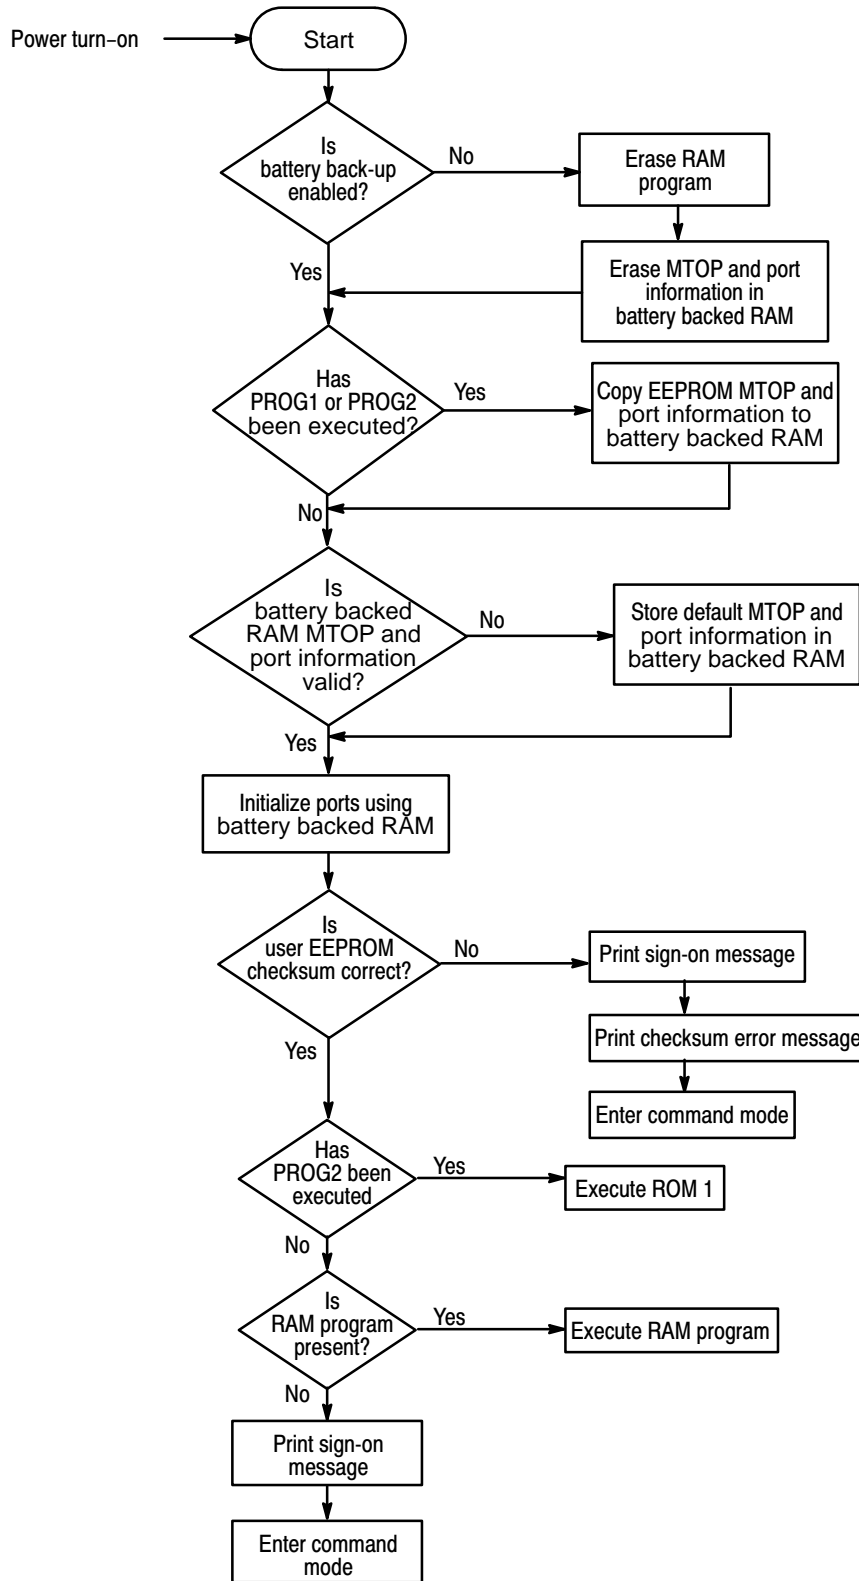 Power turn–on
Start
Is
battery back-up
enabled?
No
Erase RAM
program
Yes
Erase MTOP and port
information in
battery backed RAM
Has
PROG1 or PROG2
been executed?
Yes
Copy EEPROM MTOP and
port information to
battery backed RAM
No
Is
battery backed
RAM MTOP and
port information
valid?
No
Store default MTOP and
port information in
battery backed RAM
Yes
Initialize ports using
battery backed RAM
Is
user EEPROM
checksum correct?
No
Print sign-on message
Print checksum error message
Enter command mode
Yes
Has
PROG2 been
executed
Yes
Execute ROM 1
No
Is
RAM program
present?
Yes
Execute RAM program
No
Print sign-on
message
Enter command
mode